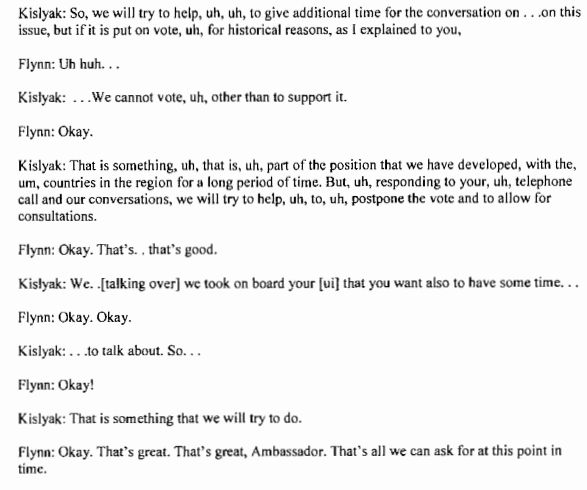 Kislyak: So, we will try to help, uh, uh, to give additional time for the conversation on . . .on this
issue, but if it is put on vote, uh, for historical reasons, as I explained to you,
Flynn: Uh huh. . .
Kislyak: . . .We cannot vote, uh, other than to support it.
Flynn: Okay.
Kislyak: That is something, uh, that is, uh, part of the position that we have developed, with the,
um, countries in the region for a long period of time. But, uh, responding to your, uh, telephone
call and our conversations, we will try to help, uh, to, uh, postpone the vote and to allow for
consultations.
Flynn: Okay. That's. . that's good.
Kislyak: We. .[talking over] we took on board your [ui] that you want also to have some time. . .
Flynn: Okay. Okay.
Kislyak: . . .to talk about. So. . .
Flynn: Okay!
Kislyak: That is something that we will try to do.
Flynn: Okay. That's great. That's great, Ambassador. That's all we can ask for at this point in
time.